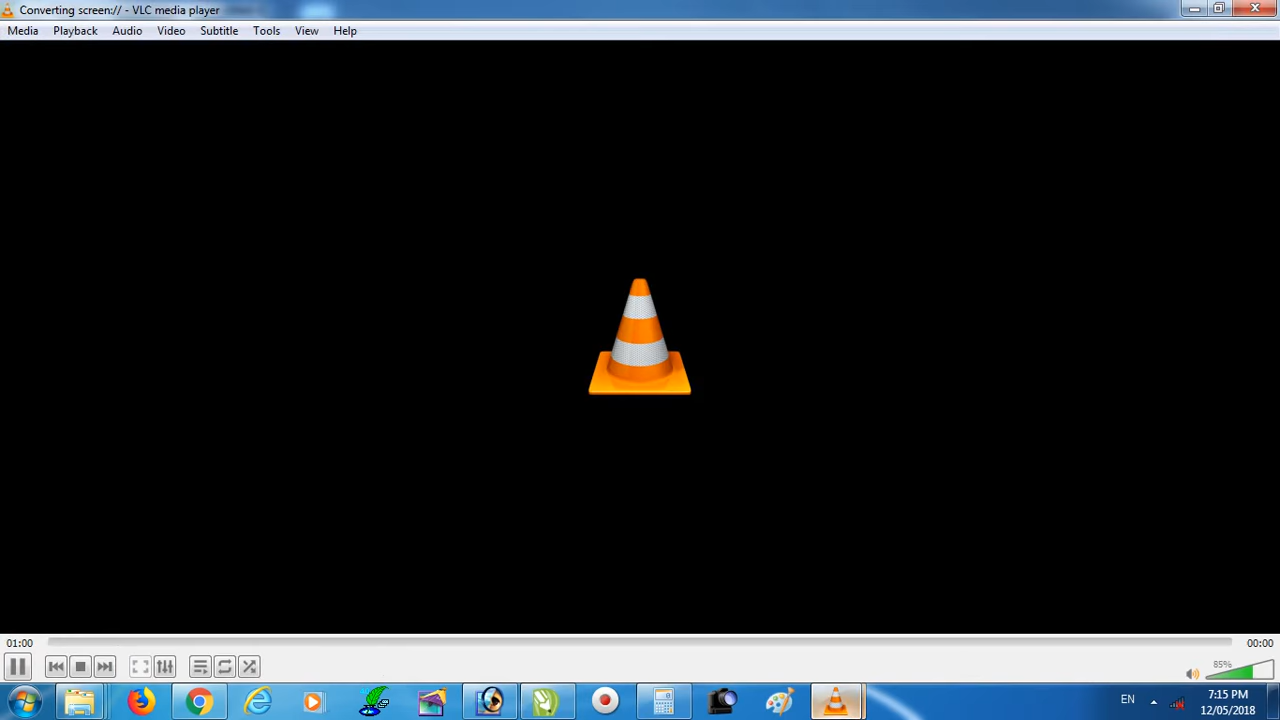 Converting screen:// - VLC media player
Media Playback Audio Video Subtitle Tools View Help
01:00 00:00
85%
EN 7:15 PM
12/05/2018